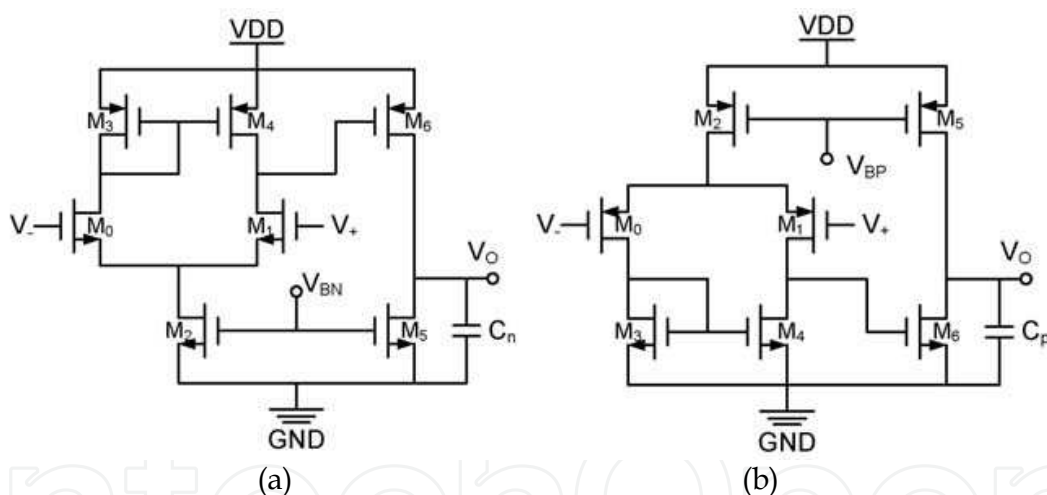 VDD
M3
M4
M6
V-
M0
M1
V+
VBN
VO
M2
M5
Cn
GND
(a)
VDD
M2
M5
VBP
V-
M0
M1
V+
VO
M3
M4
M6
Cp
GND
(b)